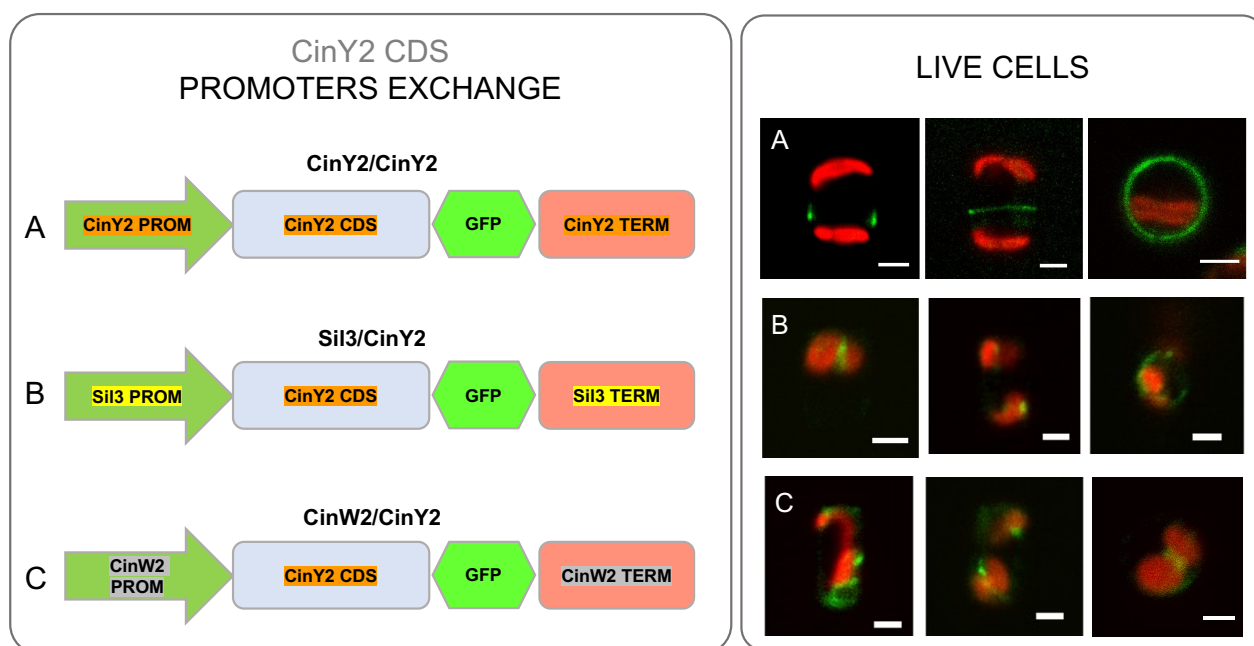 CinY2 CDS
PROMOTERS EXCHANGE
CinY2/CinY2
A
CinY2 PROM
CinY2 CDS
GFP
CinY2 TERM
Sil3/CinY2
B
Sil3 PROM
CinY2 CDS
GFP
Sil3 TERM
CinW2/CinY2
C
CinW2
PROM
CinY2 CDS
GFP
CinW2 TERM
LIVE CELLS
A
B
C